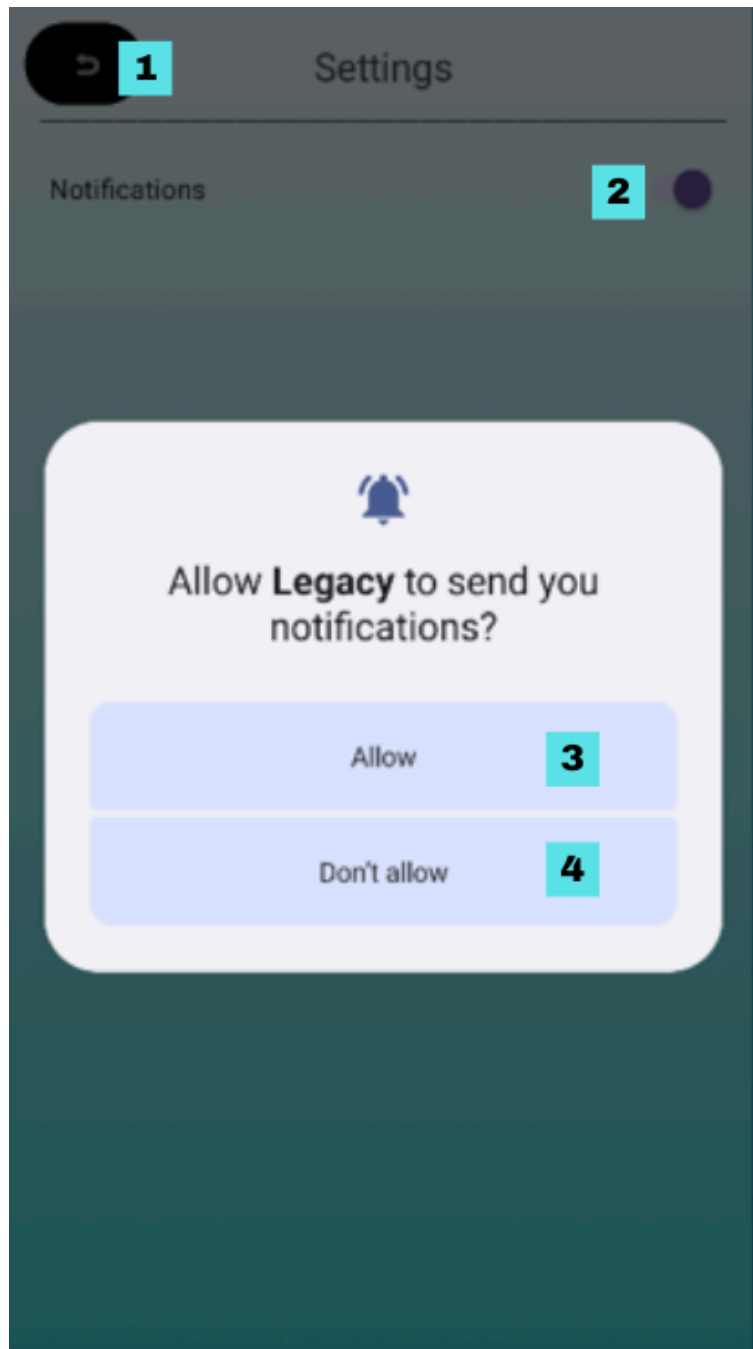 1
Settings
Notifications
2
Allow Legacy to send you
notifications?
Allow
3
Don't allow
4